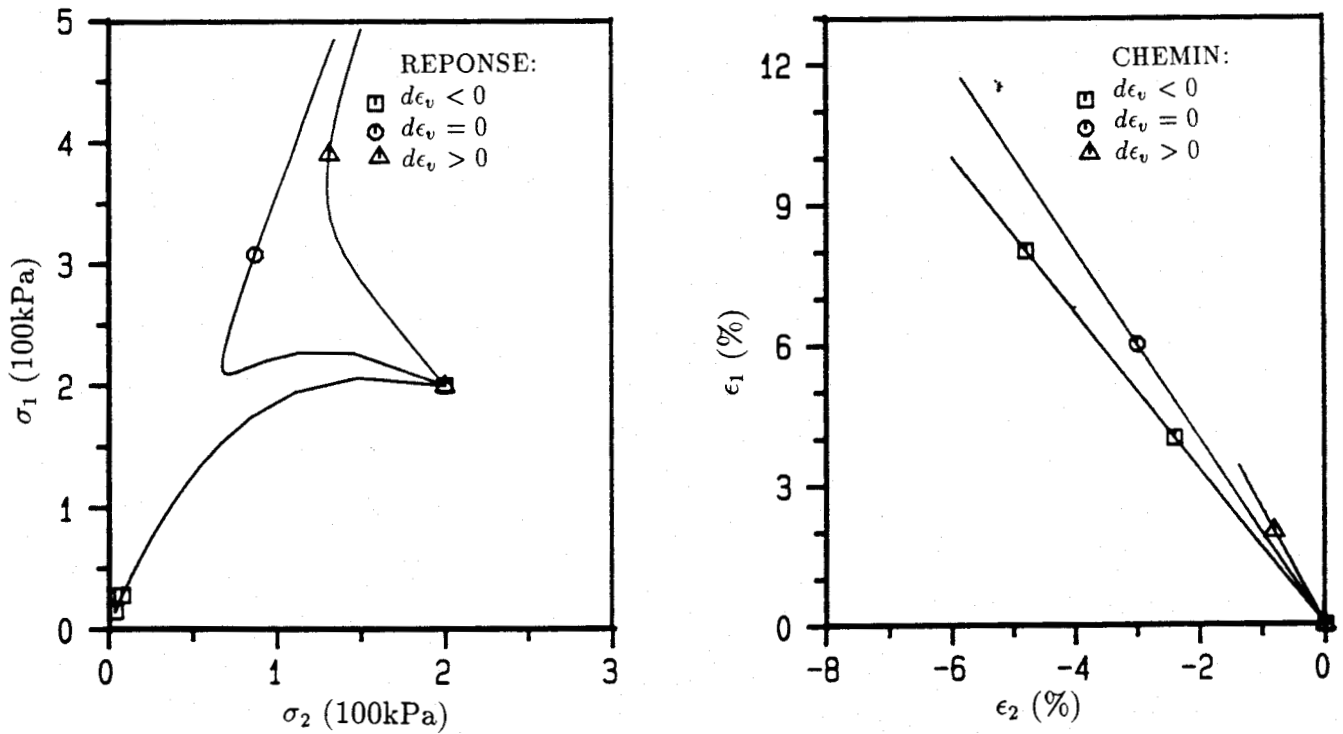 5
4
3
2
1
0
σ₁ (100kPa)
REPONSE:
dϵᵥ < 0
dϵᵥ = 0
dϵᵥ > 0
0
1
2
3
σ₂ (100kPa)
12
9
6
3
0
ϵ₁ (%)
CHEMIN:
dϵᵥ < 0
dϵᵥ = 0
dϵᵥ > 0
-8
-6
-4
-2
0
ϵ₂ (%)